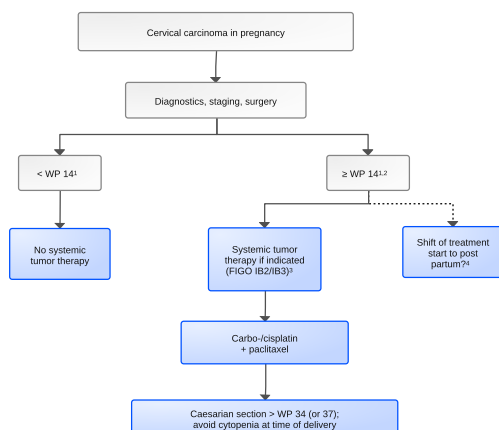 Cervical carcinoma in pregnancy
Diagnostics, staging, surgery
< WP 14¹
≥ WP 14¹,²
No systemic
tumor therapy
Systemic tumor
therapy if indicated
(FIGO IB2/IB3)³
Shift of treatment
start to post
partum?⁴
Carbo-/cisplatin
+ paclitaxel
Caesarian section > WP 34 (or 37);
avoid cytopenia at time of delivery